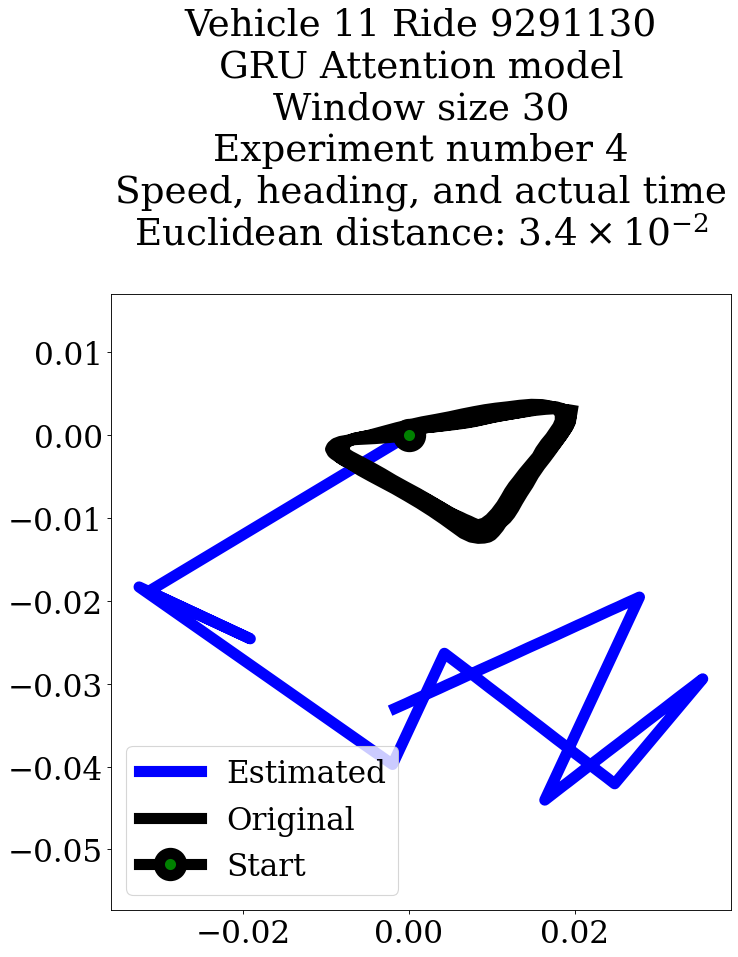 Vehicle 11 Ride 9291130
GRU Attention model
Window size 30
Experiment number 4
Speed, heading, and actual time
Euclidean distance: 3.4 × 10⁻²
0.01
0.00
−0.01
−0.02
−0.03
−0.04
−0.05
Estimated
Original
Start
−0.02 0.00 0.02